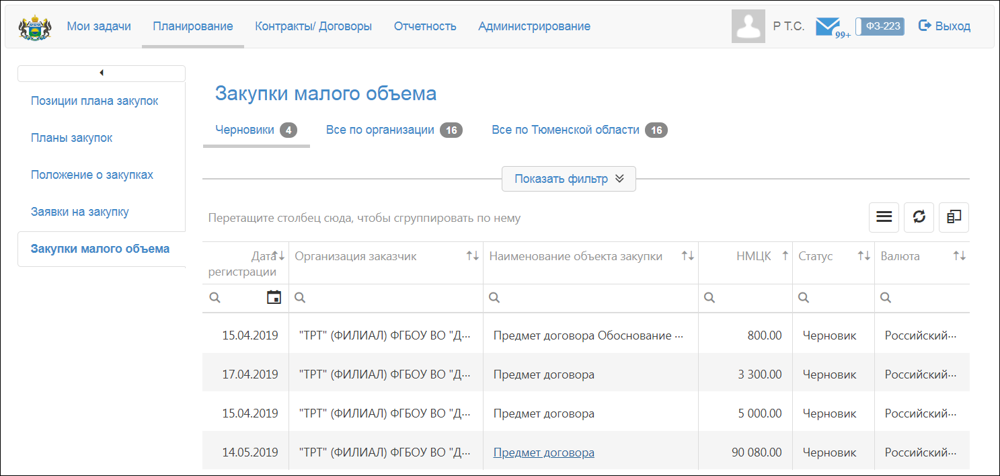 Мои задачи Планирование Контракты/ Договоры Отчетность Администрирование Р Т.С. 99+ ФЗ-223 Выход
Закупки малого объема
Позиции плана закупок
Планы закупок
Положение о закупках
Заявки на закупку
Закупки малого объема
Черновики 4 Все по организации 16 Все по Тюменской области 16
Показать фильтр
Перетащите столбец сюда, чтобы сгруппировать по нему
Дата Организация заказчик Наименование объекта закупки НМЦК Статус Валюта
регистрации
15.04.2019 "ТРТ" (ФИЛИАЛ) ФГБОУ ВО "Д... Предмет договора Обоснование ... 800.00 Черновик Российский...
17.04.2019 "ТРТ" (ФИЛИАЛ) ФГБОУ ВО "Д... Предмет договора 3 300.00 Черновик Российский...
15.04.2019 "ТРТ" (ФИЛИАЛ) ФГБОУ ВО "Д... Предмет договора 5 000.00 Черновик Российский...
14.05.2019 "ТРТ" (ФИЛИАЛ) ФГБОУ ВО "Д... Предмет договора 90 080.00 Черновик Российский...